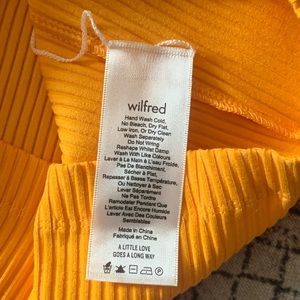 wilfred
Hand Wash Cold,
No Bleach, Dry Flat,
Low Iron, Or Dry Clean
Wash Separately
Do Not Wring
Reshape Whilst Damp
Wash With Like Colours
Laver à La Main À L'eau Froide,
Pas De Blanchiment,
Sécher à Plat,
Repasser à Basse Température,
Ou Nettoyer à Sec
Laver Séparément
Ne Pas Tordre
Remodeler Pendant Que
L'article Est Encore Humide
Laver Avec Des Couleurs
Semblables
Made in China
Fabriqué en Chine
A LITTLE LOVE
GOES A LONG WAY